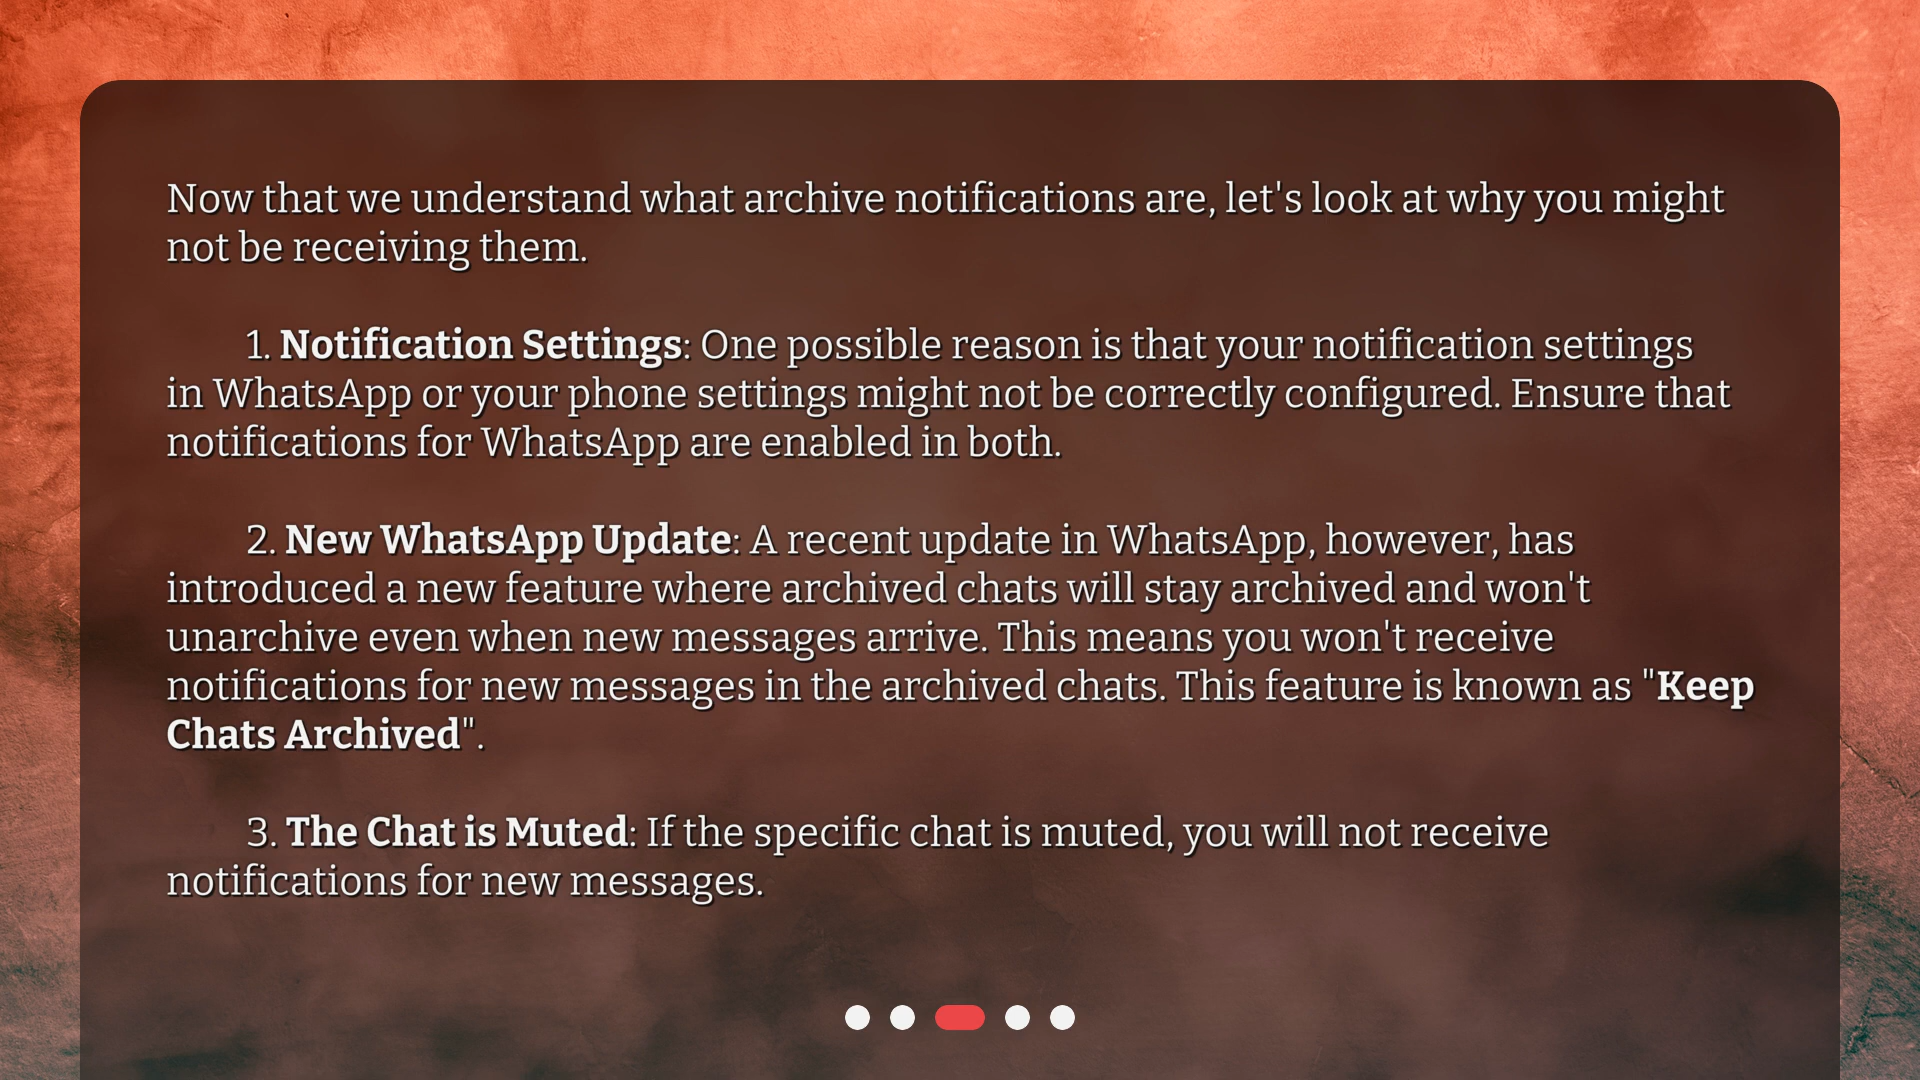 Now that we understand what archive notifications are, let's look at why you might
not be receiving them.
1. Notification Settings: One possible reason is that your notification settings
in WhatsApp or your phone settings might not be correctly configured. Ensure that
notifications for WhatsApp are enabled in both.
2. New WhatsApp Update: A recent update in WhatsApp, however, has
introduced a new feature where archived chats will stay archived and won't
unarchive even when new messages arrive. This means you won't receive
notifications for new messages in the archived chats. This feature is known as "Keep
Chats Archived".
3. The Chat is Muted: If the specific chat is muted, you will not receive
notifications for new messages.